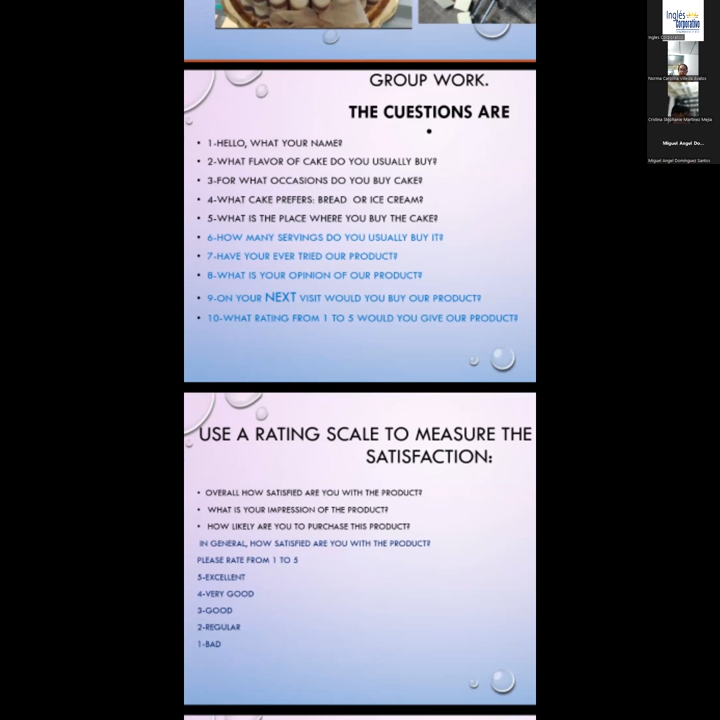 GROUP WORK.
THE CUESTIONS ARE
•
• 1-HELLO, WHAT YOUR NAME?
• 2-WHAT FLAVOR OF CAKE DO YOU USUALLY BUY?
• 3-FOR WHAT OCCASIONS DO YOU BUY CAKE?
• 4-WHAT CAKE PREFERS: BREAD OR ICE CREAM?
• 5-WHAT IS THE PLACE WHERE YOU BUY THE CAKE?
• 6-HOW MANY SERVINGS DO YOU USUALLY BUY IT?
• 7-HAVE YOUR EVER TRIED OUR PRODUCT?
• 8-WHAT IS YOUR OPINION OF OUR PRODUCT?
• 9-ON YOUR NEXT VISIT WOULD YOU BUY OUR PRODUCT?
• 10-WHAT RATING FROM 1 TO 5 WOULD YOU GIVE OUR PRODUCT?
USE A RATING SCALE TO MEASURE THE
SATISFACTION:
• OVERALL HOW SATISFIED ARE YOU WITH THE PRODUCT?
• WHAT IS YOUR IMPRESSION OF THE PRODUCT?
• HOW LIKELY ARE YOU TO PURCHASE THIS PRODUCT?
IN GENERAL, HOW SATISFIED ARE YOU WITH THE PRODUCT?
PLEASE RATE FROM 1 TO 5
5-EXCELLENT
4-VERY GOOD
3-GOOD
2-REGULAR
1-BAD
Inglés
Corporativo
Inglés Corporativo
Norma Carolina
Cristina Stephanie Martinez Mejia
Miguel Angel Do...
Miguel Angel Dominguez Santos